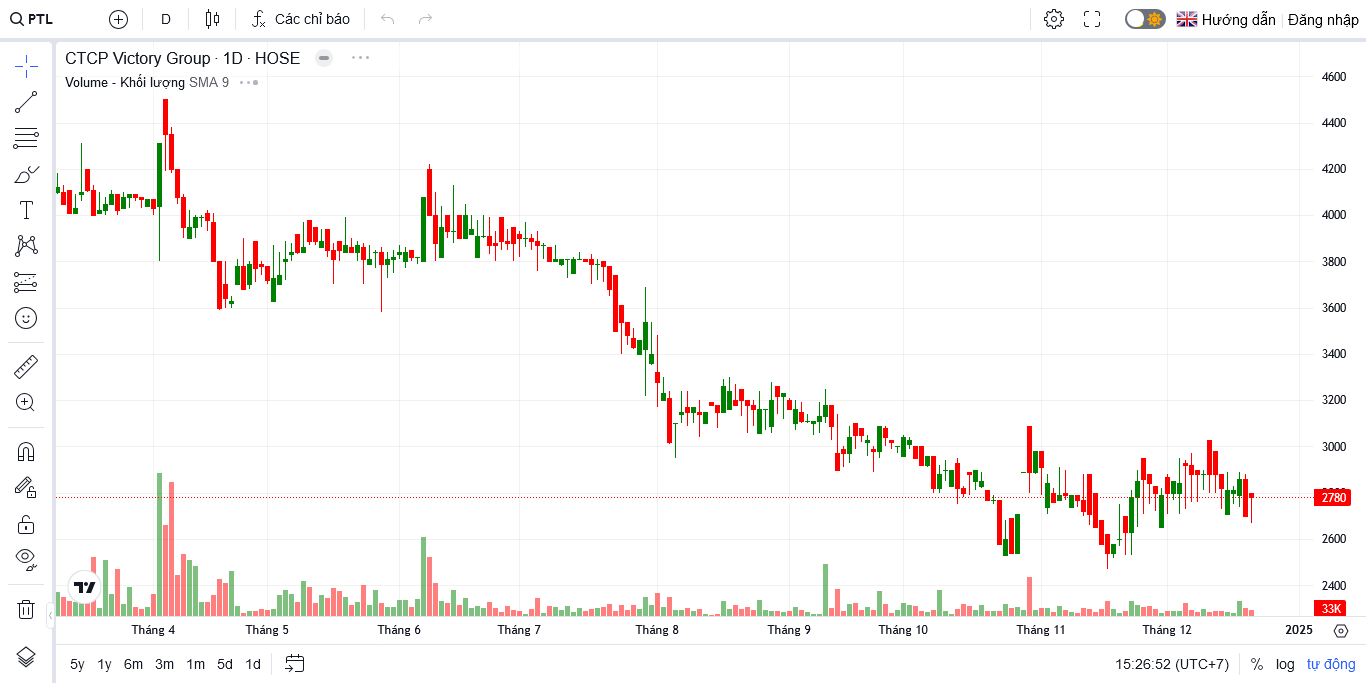 PTL D Các chỉ báo Hướng dẫn Đăng nhập
CTCP Victory Group · 1D · HOSE
Volume - Khối lượng SMA 9
4600
4400
4200
4000
3800
3600
3400
3200
3000
2780
2600
2400
33K
Tháng 4 Tháng 5 Tháng 6 Tháng 7 Tháng 8 Tháng 9 Tháng 10 Tháng 11 Tháng 12 2025
5y 1y 6m 3m 1m 5d 1d 15:26:52 (UTC+7) % log tự động